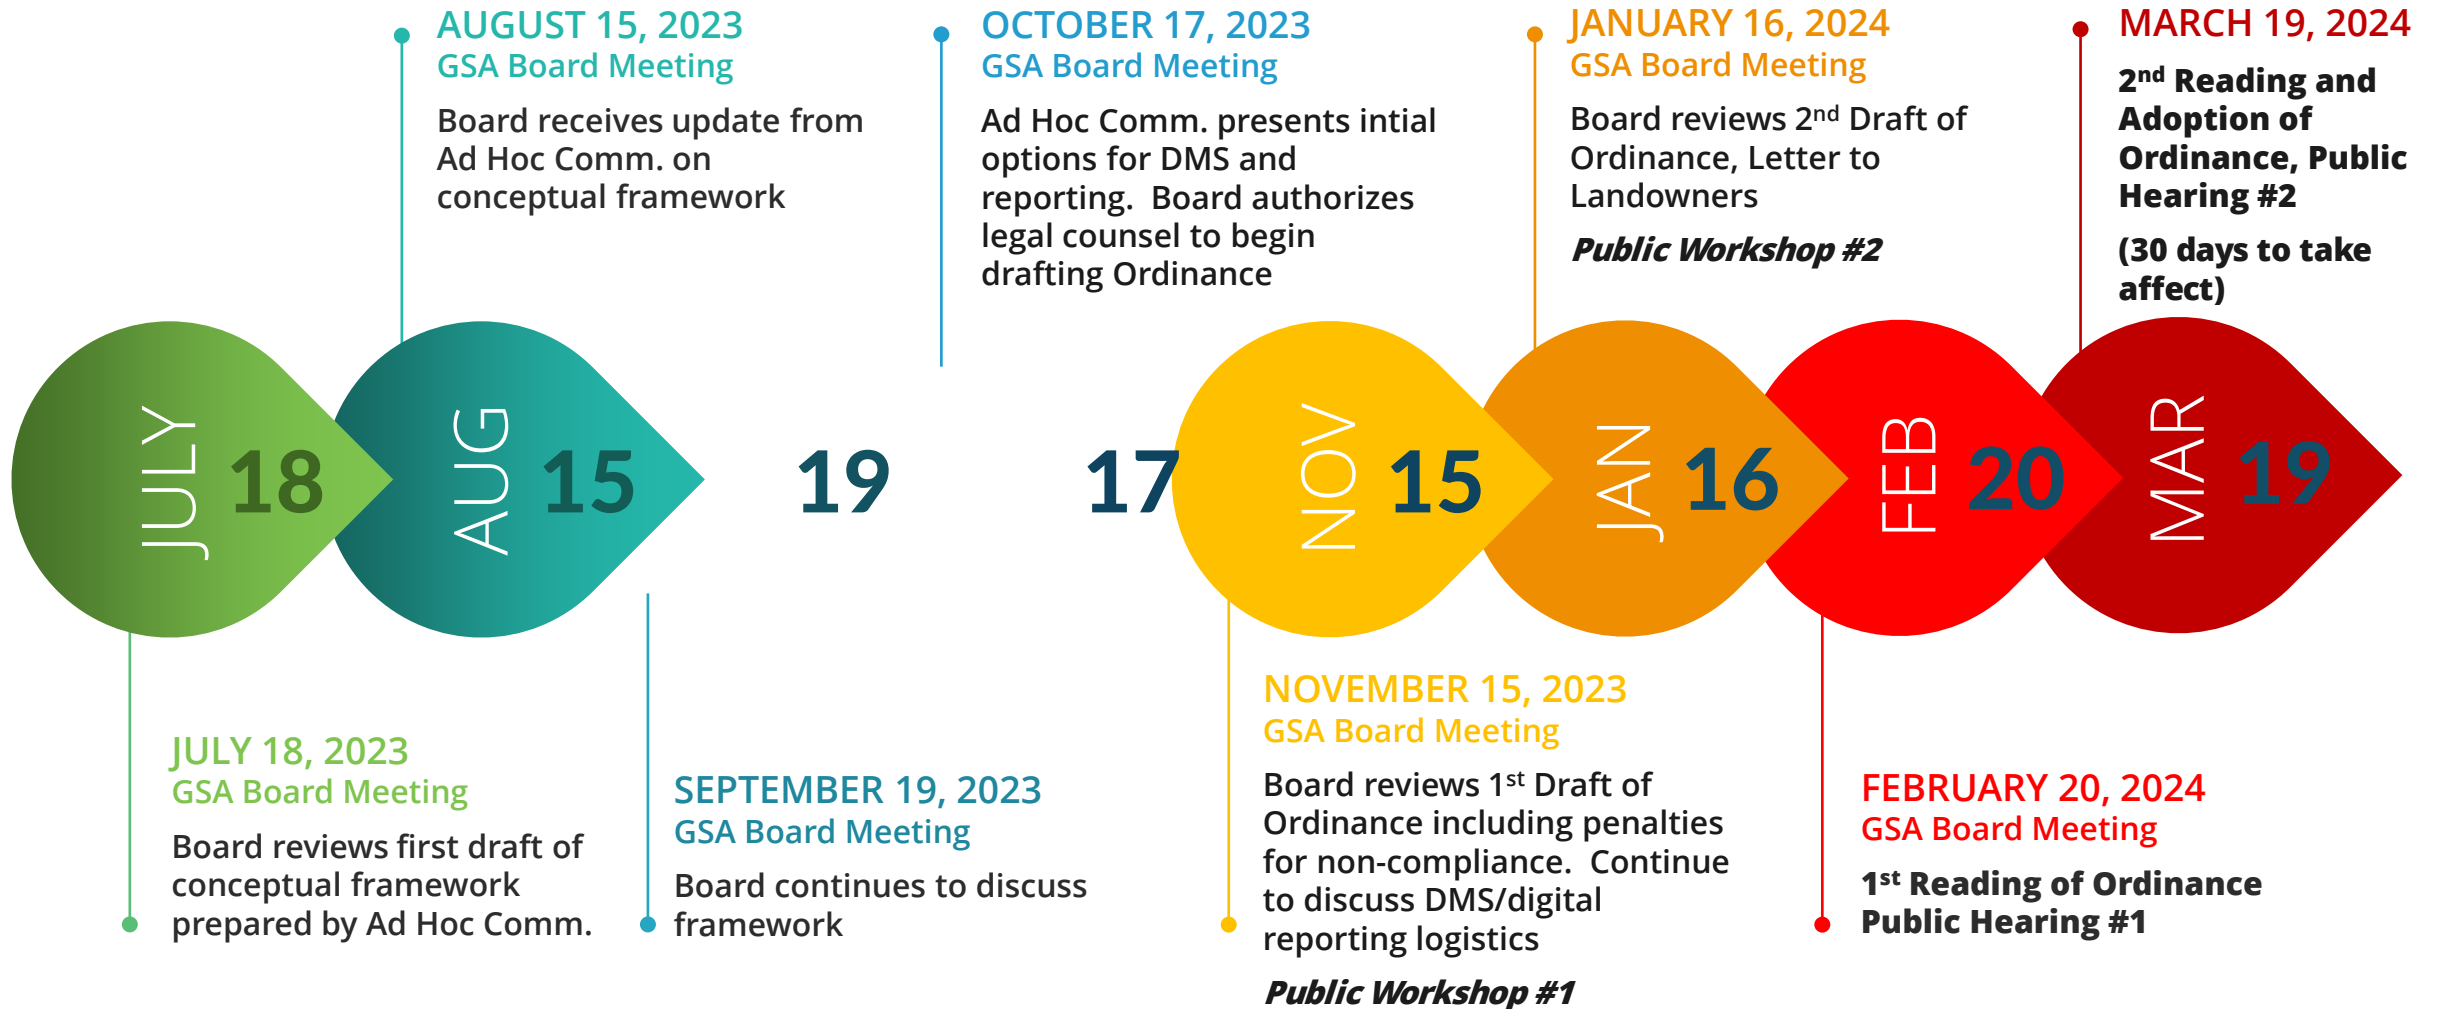 AUGUST 15, 2023
GSA Board Meeting
Board receives update from
Ad Hoc Comm. on
conceptual framework
OCTOBER 17, 2023
GSA Board Meeting
Ad Hoc Comm. presents intial
options for DMS and
reporting.  Board authorizes
legal counsel to begin
drafting Ordinance
JANUARY 16, 2024
GSA Board Meeting
Board reviews 2nd Draft of
Ordinance, Letter to
Landowners
Public Workshop #2
MARCH 19, 2024
2nd Reading and
Adoption of
Ordinance, Public
Hearing #2
(30 days to take
affect)
JULY 18
AUG 15
19
17
NOV 15
JAN 16
FEB 20
MAR 19
JULY 18, 2023
GSA Board Meeting
Board reviews first draft of
conceptual framework
prepared by Ad Hoc Comm.
SEPTEMBER 19, 2023
GSA Board Meeting
Board continues to discuss
framework
NOVEMBER 15, 2023
GSA Board Meeting
Board reviews 1st Draft of
Ordinance including penalties
for non-compliance.  Continue
to discuss DMS/digital
reporting logistics
Public Workshop #1
FEBRUARY 20, 2024
GSA Board Meeting
1st Reading of Ordinance
Public Hearing #1